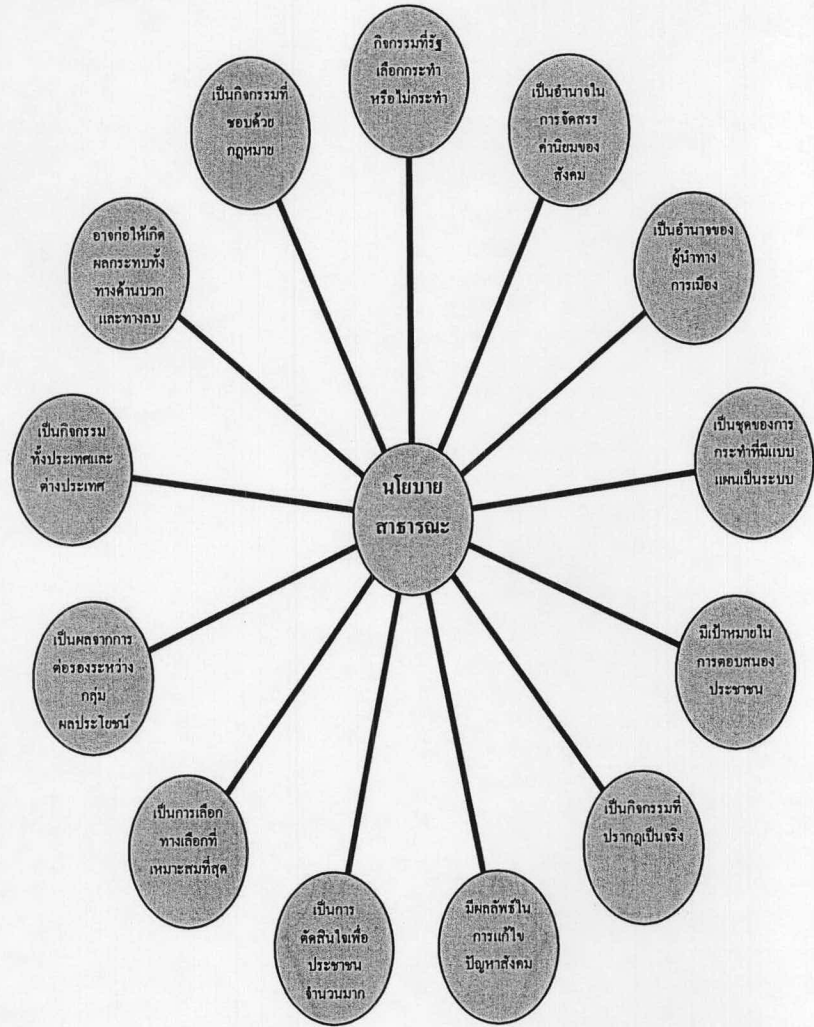 กิจกรรมที่รัฐ
เลือกกระทำ
หรือไม่กระทำ
เป็นอำนาจใน
การจัดสรร
ค่านิยมของ
สังคม
เป็นอำนาจของ
ผู้นำทาง
การเมือง
เป็นชุดของการ
กระทำที่มีแบบ
แผนเป็นระบบ
มีเป้าหมายใน
การตอบสนอง
ประชาชน
เป็นกิจกรรมที่
ปรากฏเป็นจริง
มีผลลัพธ์ใน
การแก้ไข
ปัญหาสังคม
เป็นการ
ตัดสินใจเพื่อ
ประชาชน
จำนวนมาก
เป็นการเลือก
ทางเลือกที่
เหมาะสมที่สุด
เป็นผลจากการ
ต่อรองระหว่าง
กลุ่ม
ผลประโยชน์
เป็นกิจกรรม
ทั้งประเทศและ
ต่างประเทศ
อาจก่อให้เกิด
ผลกระทบทั้ง
ทางด้านบวก
และทางลบ
เป็นกิจกรรมที่
ชอบด้วย
กฎหมาย
นโยบาย
สาธารณะ